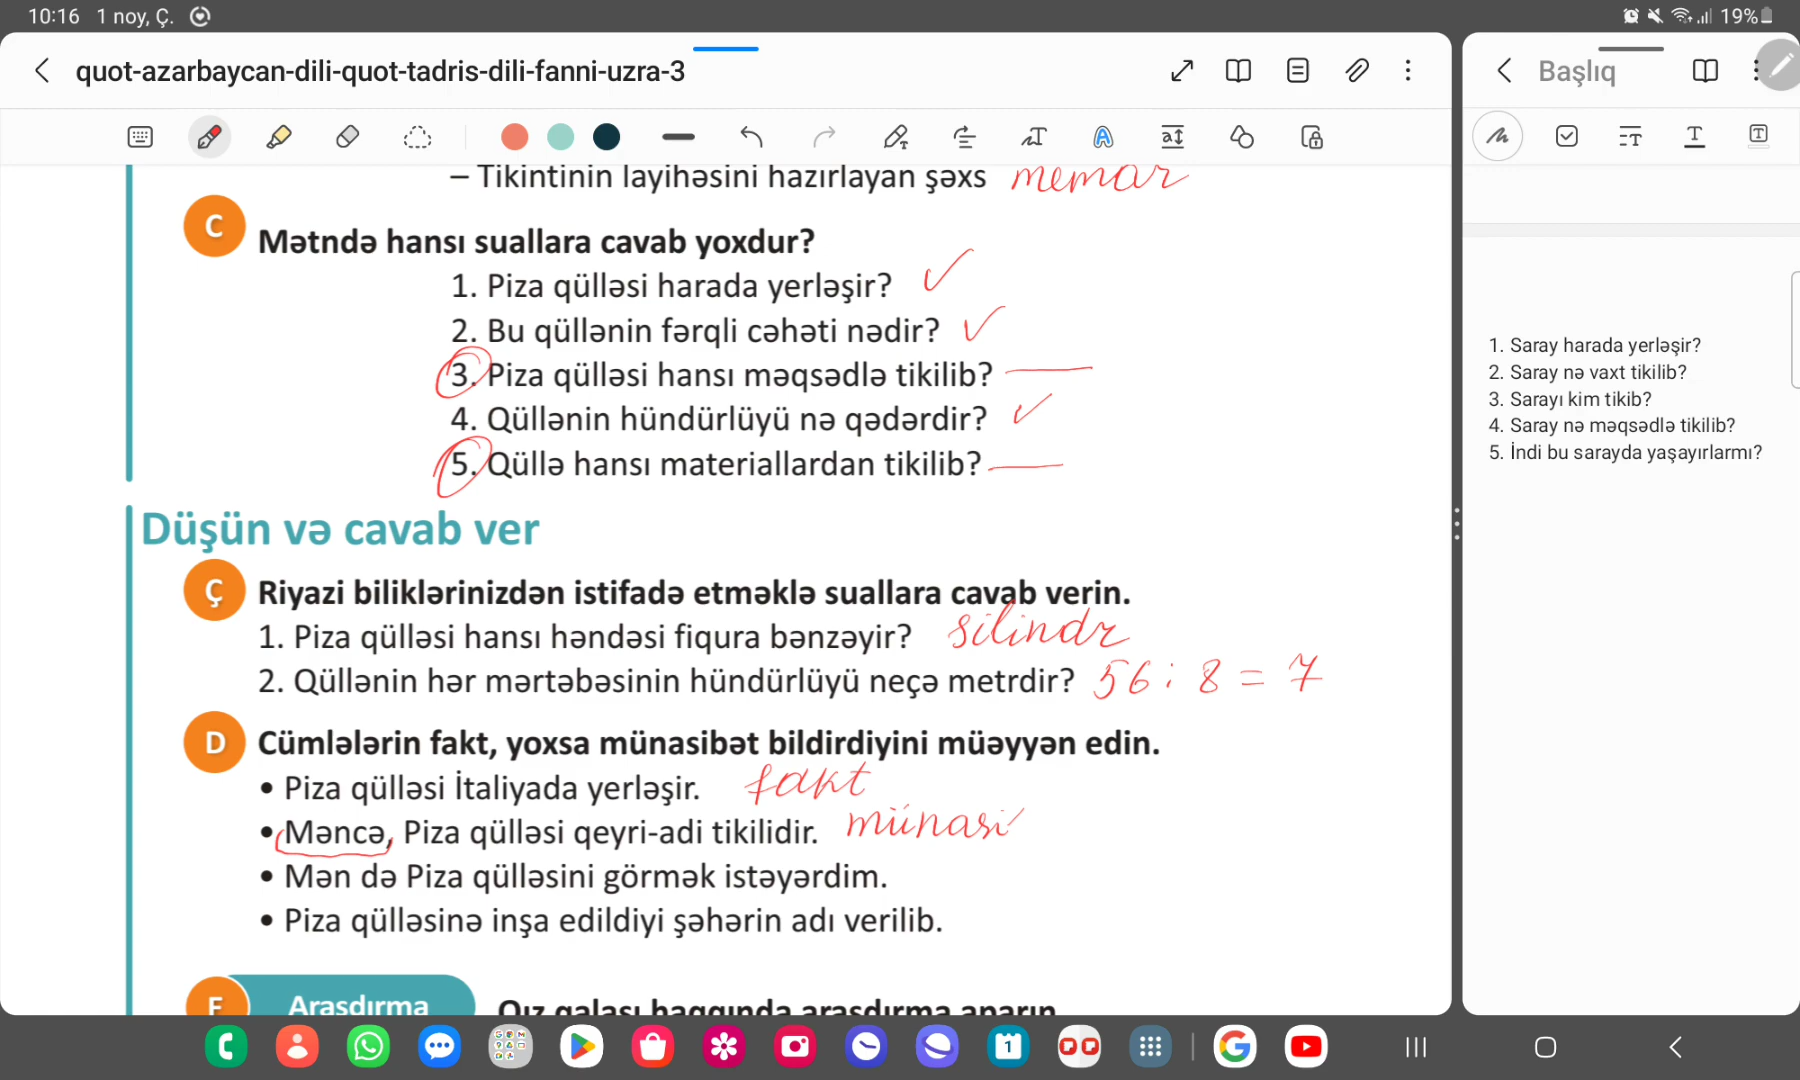 10:16 1 noy, Ç.
19%
quot-azarbaycan-dili-quot-tadris-dili-fanni-uzra-3
– Tikintinin layihəsini hazırlayan şəxs memar
C Mətndə hansı suallara cavab yoxdur?
1. Piza qülləsi harada yerləşir?
2. Bu qüllənin fərqli cəhəti nədir?
3. Piza qülləsi hansı məqsədlə tikilib?
4. Qüllənin hündürlüyü nə qədərdir?
5. Qüllə hansı materiallardan tikilib?
Düşün və cavab ver
Ç Riyazi biliklərinizdən istifadə etməklə suallara cavab verin.
1. Piza qülləsi hansı həndəsi fiqura bənzəyir? silindr
2. Qüllənin hər mərtəbəsinin hündürlüyü neçə metrdir? 56 : 8 = 7
D Cümlələrin fakt, yoxsa münasibət bildirdiyini müəyyən edin.
• Piza qülləsi İtaliyada yerləşir. fakt
• Məncə, Piza qülləsi qeyri-adi tikilidir. münasi
• Mən də Piza qülləsini görmək istəyərdim.
• Piza qülləsinə inşa edildiyi şəhərin adı verilib.
E Araşdırma Qız qalası haqqında araşdırma aparın
Başlıq
1. Saray harada yerləşir?
2. Saray nə vaxt tikilib?
3. Sarayı kim tikib?
4. Saray nə məqsədlə tikilib?
5. İndi bu sarayda yaşayırlarmı?